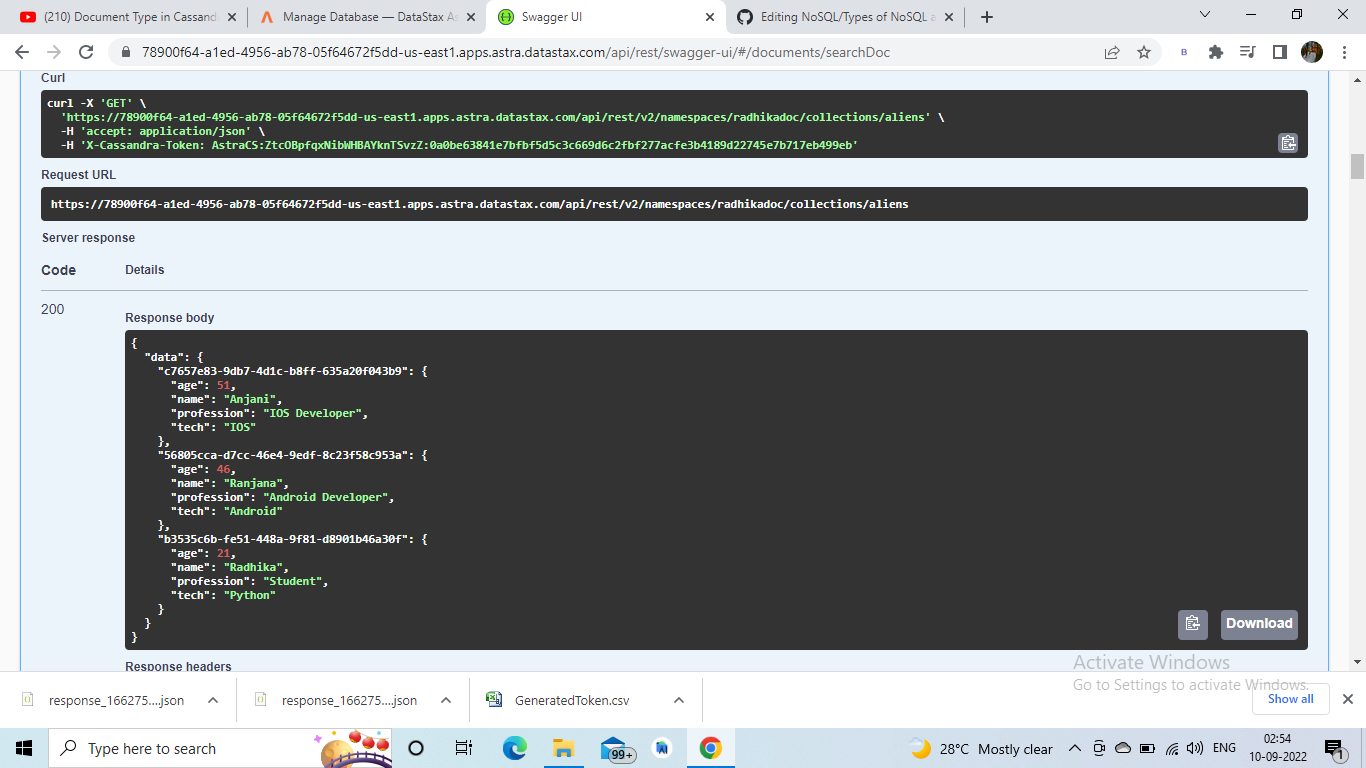 (210) Document Type in Cassand
Manage Database — DataStax As
Swagger UI
Editing NoSQL/Types of NoSQL a
78900f64-a1ed-4956-ab78-05f64672f5dd-us-east1.apps.astra.datastax.com/api/rest/swagger-ui/#/documents/searchDoc
B
Curl
curl -X 'GET' \
'https://78900f64-a1ed-4956-ab78-05f64672f5dd-us-east1.apps.astra.datastax.com/api/rest/v2/namespaces/radhikadoc/collections/aliens' \
-H 'accept: application/json' \
-H 'X-Cassandra-Token: AstraCS:ZtcOBpfqxNibWHBAYknTSvzZ:0a0be63841e7bfbf5d5c3c669d6c2fbf277acfe3b4189d22745e7b717eb499eb'
Request URL
https://78900f64-a1ed-4956-ab78-05f64672f5dd-us-east1.apps.astra.datastax.com/api/rest/v2/namespaces/radhikadoc/collections/aliens
Server response
Code Details
200
Response body
{
"data": {
"c7657e83-9db7-4d1c-b8ff-635a20f043b9": {
"age": 51,
"name": "Anjani",
"profession": "IOS Developer",
"tech": "IOS"
},
"56805cca-d7cc-46e4-9edf-8c23f58c953a": {
"age": 46,
"name": "Ranjana",
"profession": "Android Developer",
"tech": "Android"
},
"b3535c6b-fe51-448a-9f81-d8901b46a30f": {
"age": 21,
"name": "Radhika",
"profession": "Student",
"tech": "Python"
}
}
}
Download
Response headers
Activate Windows
Go to Settings to activate Windows.
response_166275....json
response_166275....json
GeneratedToken.csv
Show all
Type here to search
99+
28°C Mostly clear
ENG
02:54
10-09-2022
1